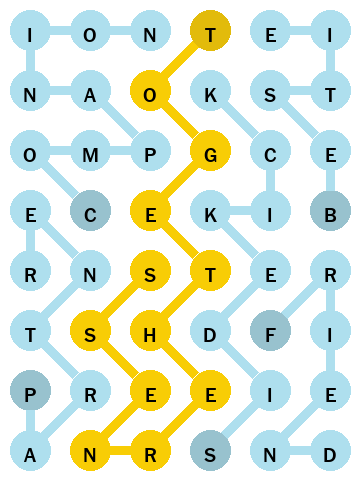 I O N T E I
N A O K S T
O M P G C E
E C E K I B
R N S T E R
T S H D F I
P R E E I E
A N R S N D